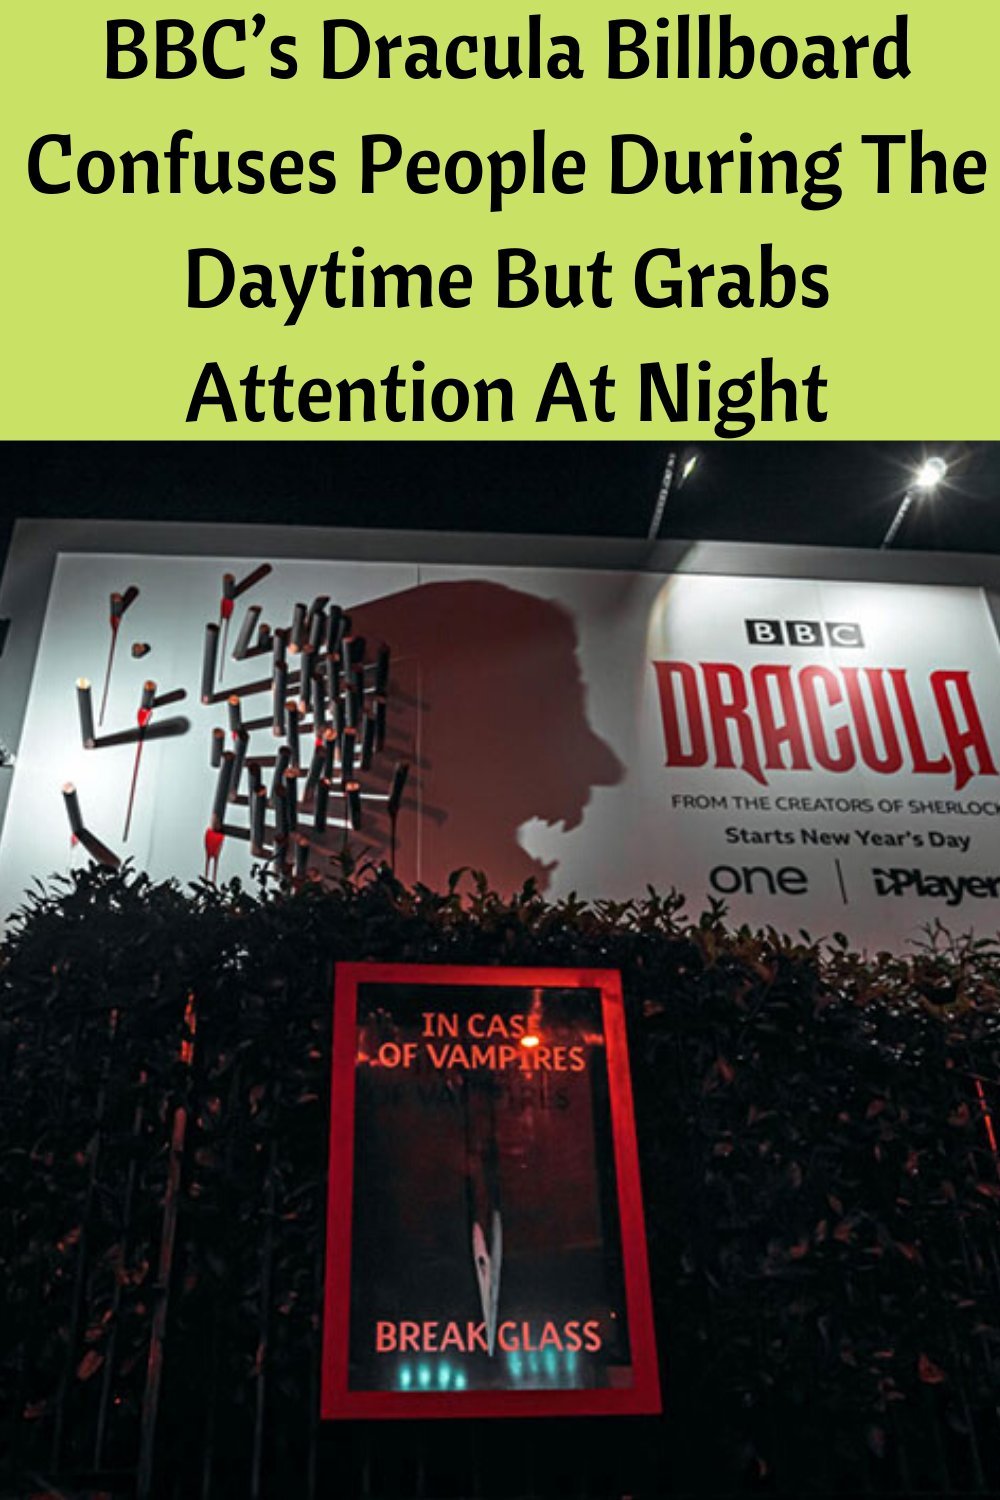 BBC’s Dracula Billboard
Confuses People During The
Daytime But Grabs
Attention At Night
BBC
DRACULA
FROM THE CREATORS OF SHERLOC
Starts New Year's Day
one | iPlayer
IN CASE
OF VAMPIRES
BREAK GLASS